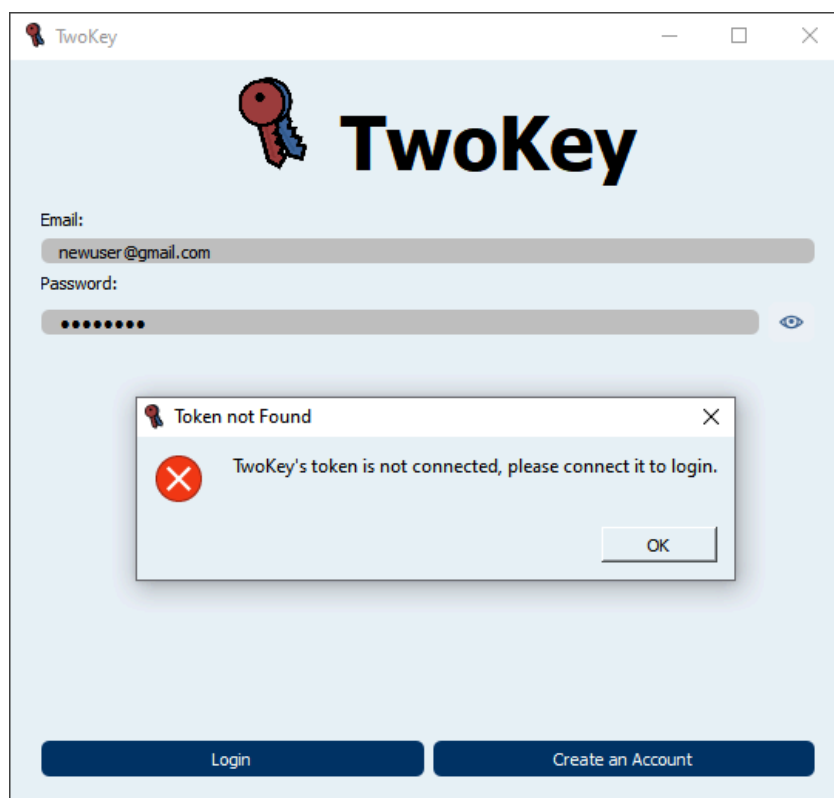 TwoKey
TwoKey
Email:
newuser@gmail.com
Password:
••••••••
Token not Found
TwoKey's token is not connected, please connect it to login.
OK
Login
Create an Account